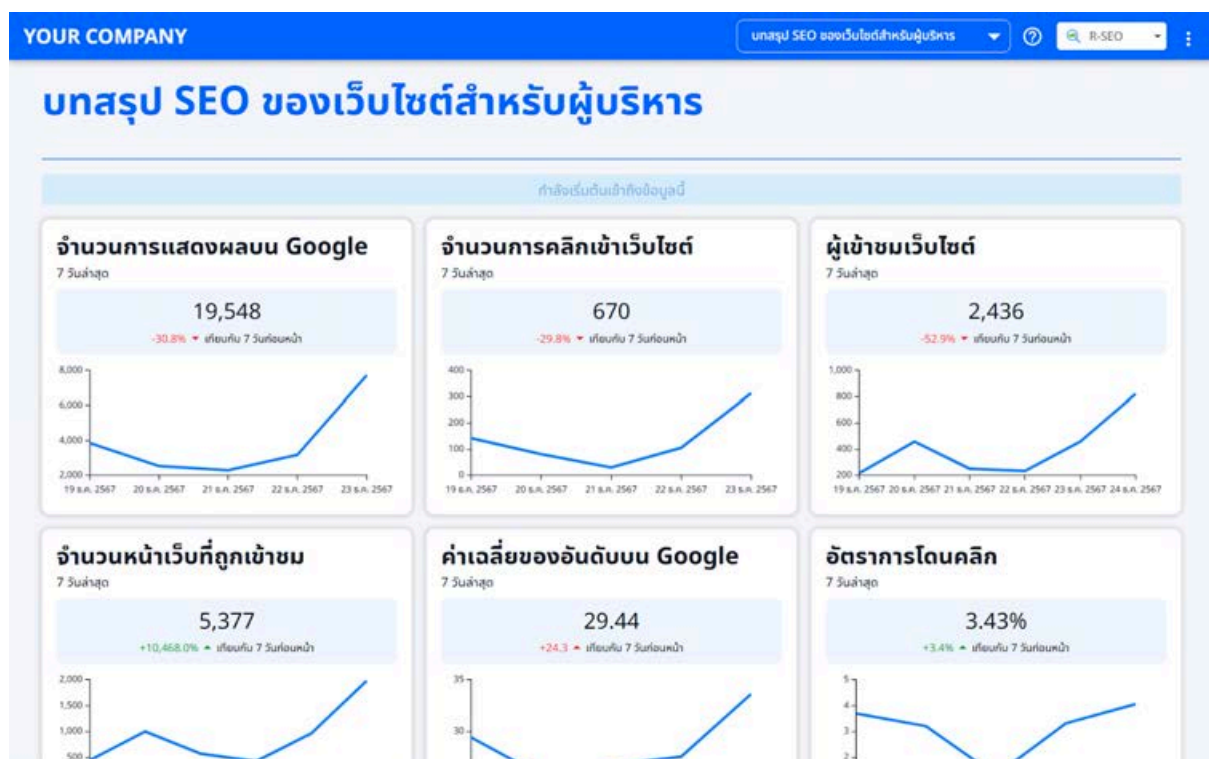 YOUR COMPANY
บทสรุป SEO ของเว็บไซต์สำหรับผู้บริหาร
R-SEO
บทสรุป SEO ของเว็บไซต์สำหรับผู้บริหาร
กำลังเริ่มต้นเข้าถึงข้อมูลนี้
จำนวนการแสดงผลบน Google
7 วันล่าสุด
19,548
-30.8% เทียบกับ 7 วันก่อนหน้า
8,000
6,000
4,000
2,000
19 ธ.ค. 2567 20 ธ.ค. 2567 21 ธ.ค. 2567 22 ธ.ค. 2567 23 ธ.ค. 2567
จำนวนการคลิกเข้าเว็บไซต์
7 วันล่าสุด
670
-29.8% เทียบกับ 7 วันก่อนหน้า
400
300
200
100
0
19 ธ.ค. 2567 20 ธ.ค. 2567 21 ธ.ค. 2567 22 ธ.ค. 2567 23 ธ.ค. 2567
ผู้เข้าชมเว็บไซต์
7 วันล่าสุด
2,436
-52.9% เทียบกับ 7 วันก่อนหน้า
1,000
800
600
400
200
19 ธ.ค. 2567 20 ธ.ค. 2567 21 ธ.ค. 2567 22 ธ.ค. 2567 23 ธ.ค. 2567 24 ธ.ค. 2567
จำนวนหน้าเว็บที่ถูกเข้าชม
7 วันล่าสุด
5,377
+10,468.0% เทียบกับ 7 วันก่อนหน้า
2,000
1,500
1,000
500
ค่าเฉลี่ยของอันดับบน Google
7 วันล่าสุด
29.44
+24.3 เทียบกับ 7 วันก่อนหน้า
35
30
อัตราการโดนคลิก
7 วันล่าสุด
3.43%
+3.4% เทียบกับ 7 วันก่อนหน้า
5
4
3
2